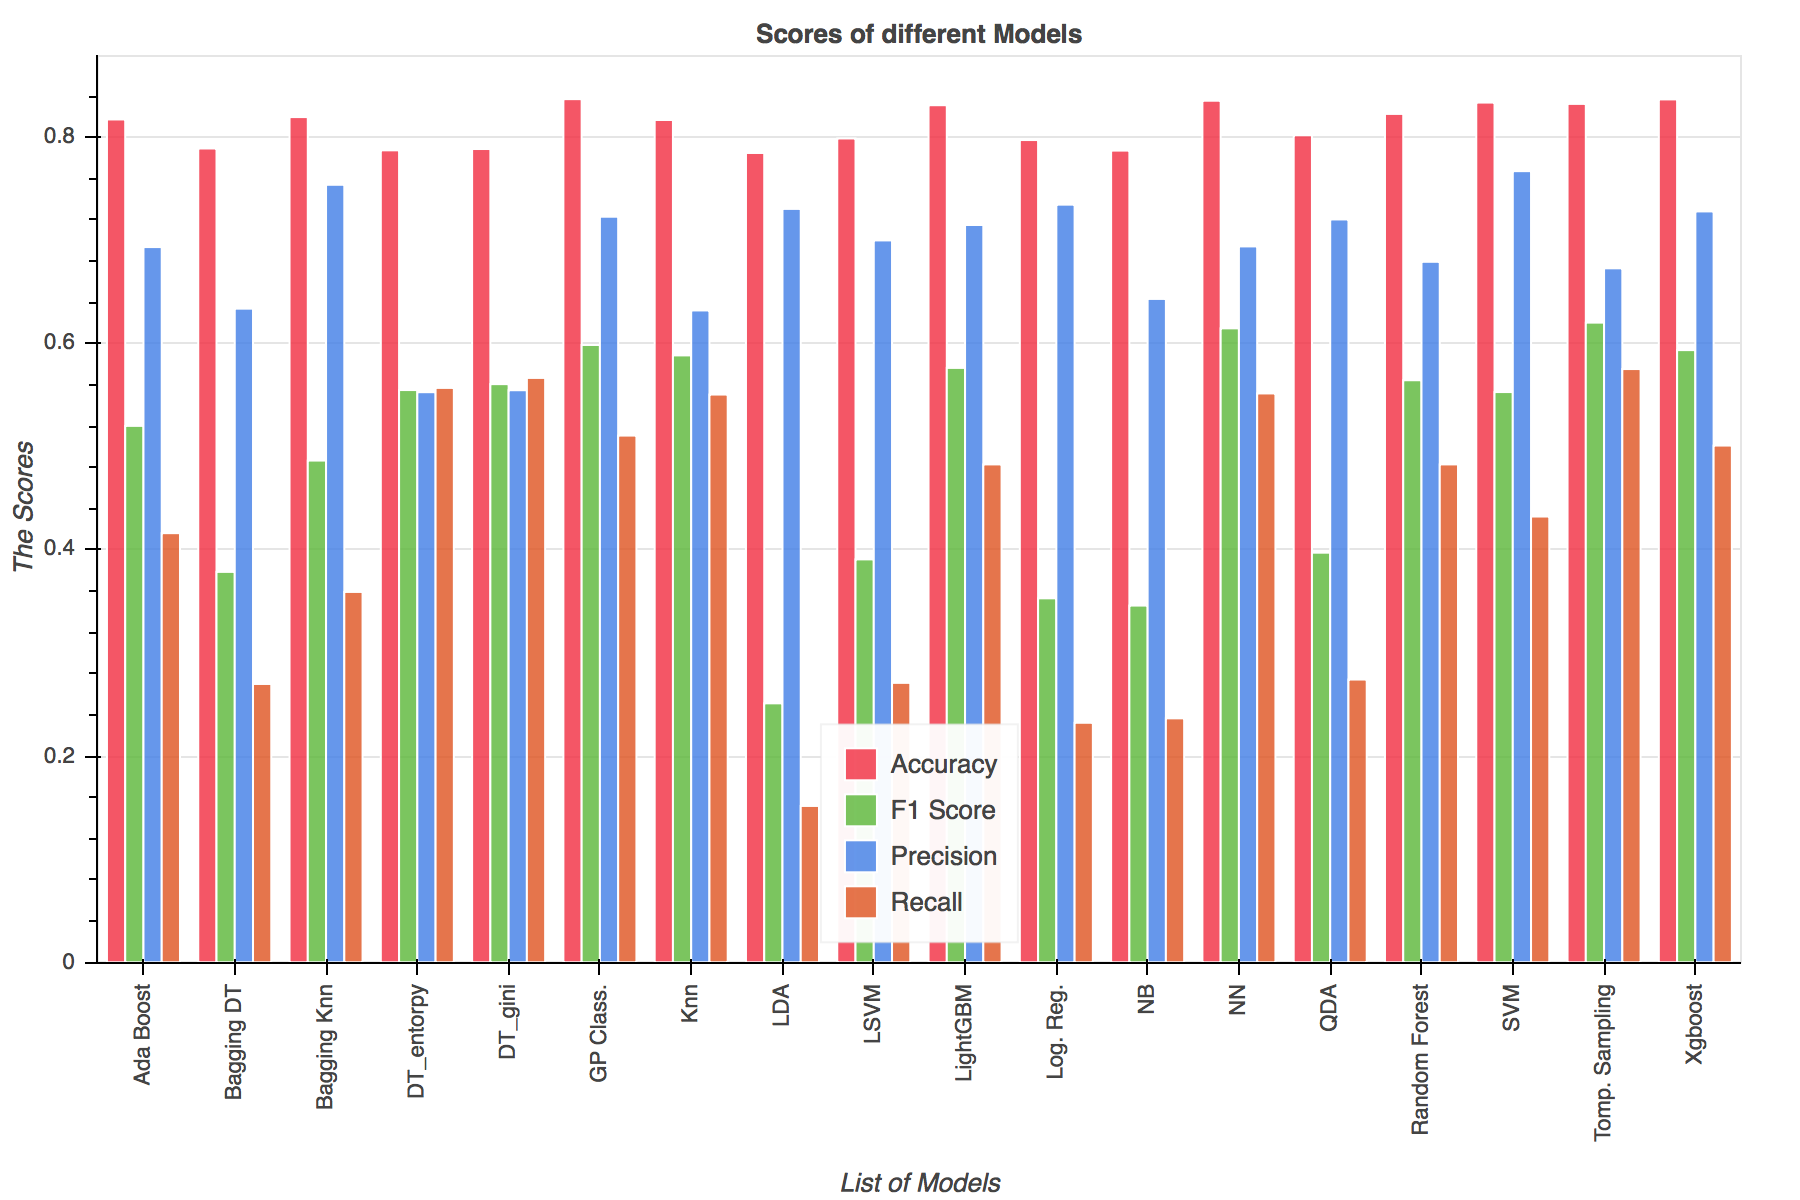 Scores of different Models
The Scores
0.8
0.6
0.4
0.2
0
Accuracy
F1 Score
Precision
Recall
Ada Boost
Bagging DT
Bagging Knn
DT_entorpy
DT_gini
GP Class.
Knn
LDA
LSVM
LightGBM
Log. Reg.
NB
NN
QDA
Random Forest
SVM
Tomp. Sampling
Xgboost
List of Models